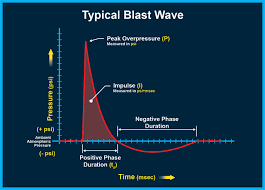 Typical Blast Wave
Peak Overpressure (P)
Measured in psi
Impulse (I)
Measured in psi•msec
Negative Phase
Duration
Pressure (psi)
(+ psi)
Ambient
Atmospheric
Pressure
(- psi)
Positive Phase
Duration
Time (msec)